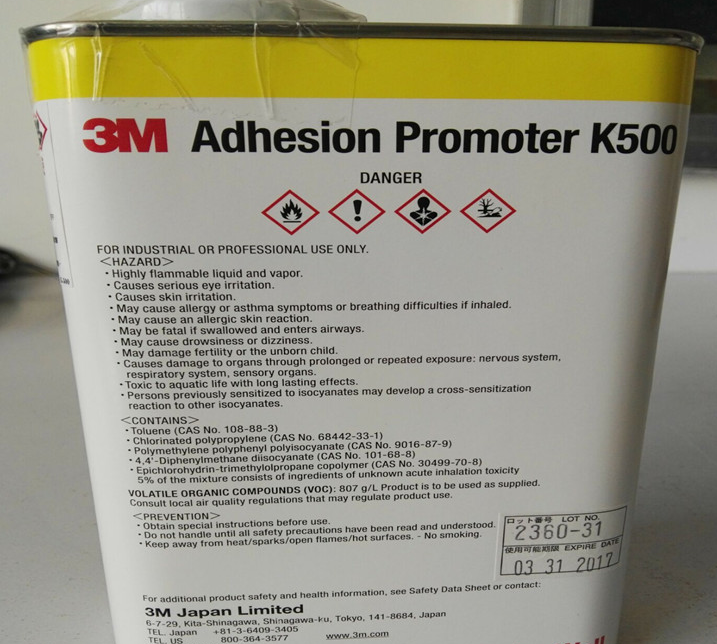 3M Adhesion Promoter K500
DANGER
FOR INDUSTRIAL OR PROFESSIONAL USE ONLY.
<HAZARD>
・Highly flammable liquid and vapor.
・Causes serious eye irritation.
・Causes skin irritation.
・May cause allergy or asthma symptoms or breathing difficulties if inhaled.
・May cause an allergic skin reaction.
・May be fatal if swallowed and enters airways.
・May cause drowsiness or dizziness.
・May damage fertility or the unborn child.
・Causes damage to organs through prolonged or repeated exposure: nervous system,
respiratory system, sensory organs.
・Toxic to aquatic life with long lasting effects.
・Persons previously sensitized to isocyanates may develop a cross-sensitization
reaction to other isocyanates.
<CONTAINS>
・Toluene (CAS No. 108-88-3)
・Chlorinated polypropylene (CAS No. 68442-33-1)
・Polymethylene polyphenyl polyisocyanate (CAS No. 9016-87-9)
・4,4'-Diphenylmethane diisocyanate (CAS No. 101-68-8)
・Epichlorohydrin-trimethylolpropane copolymer (CAS No. 30499-70-8)
5% of the mixture consists of ingredients of unknown acute inhalation toxicity
VOLATILE ORGANIC COMPOUNDS (VOC): 807 g/L Product is to be used as supplied.
Consult local air quality regulations that may regulate product use.
<PREVENTION>
・Obtain special instructions before use.
・Do not handle until all safety precautions have been read and understood.
・Keep away from heat/sparks/open flames/hot surfaces. - No smoking.
ロット番号 LOT NO.
2360-31
使用可能期限 EXPIRE DATE
03 31 2017
For additional product safety and health information, see Safety Data Sheet or contact:
3M Japan Limited
6-7-29, Kita-Shinagawa, Shinagawa-ku, Tokyo, 141-8684, Japan
TEL. Japan +81-3-6409-3405
TEL. US 800-364-3577 www.3m.com